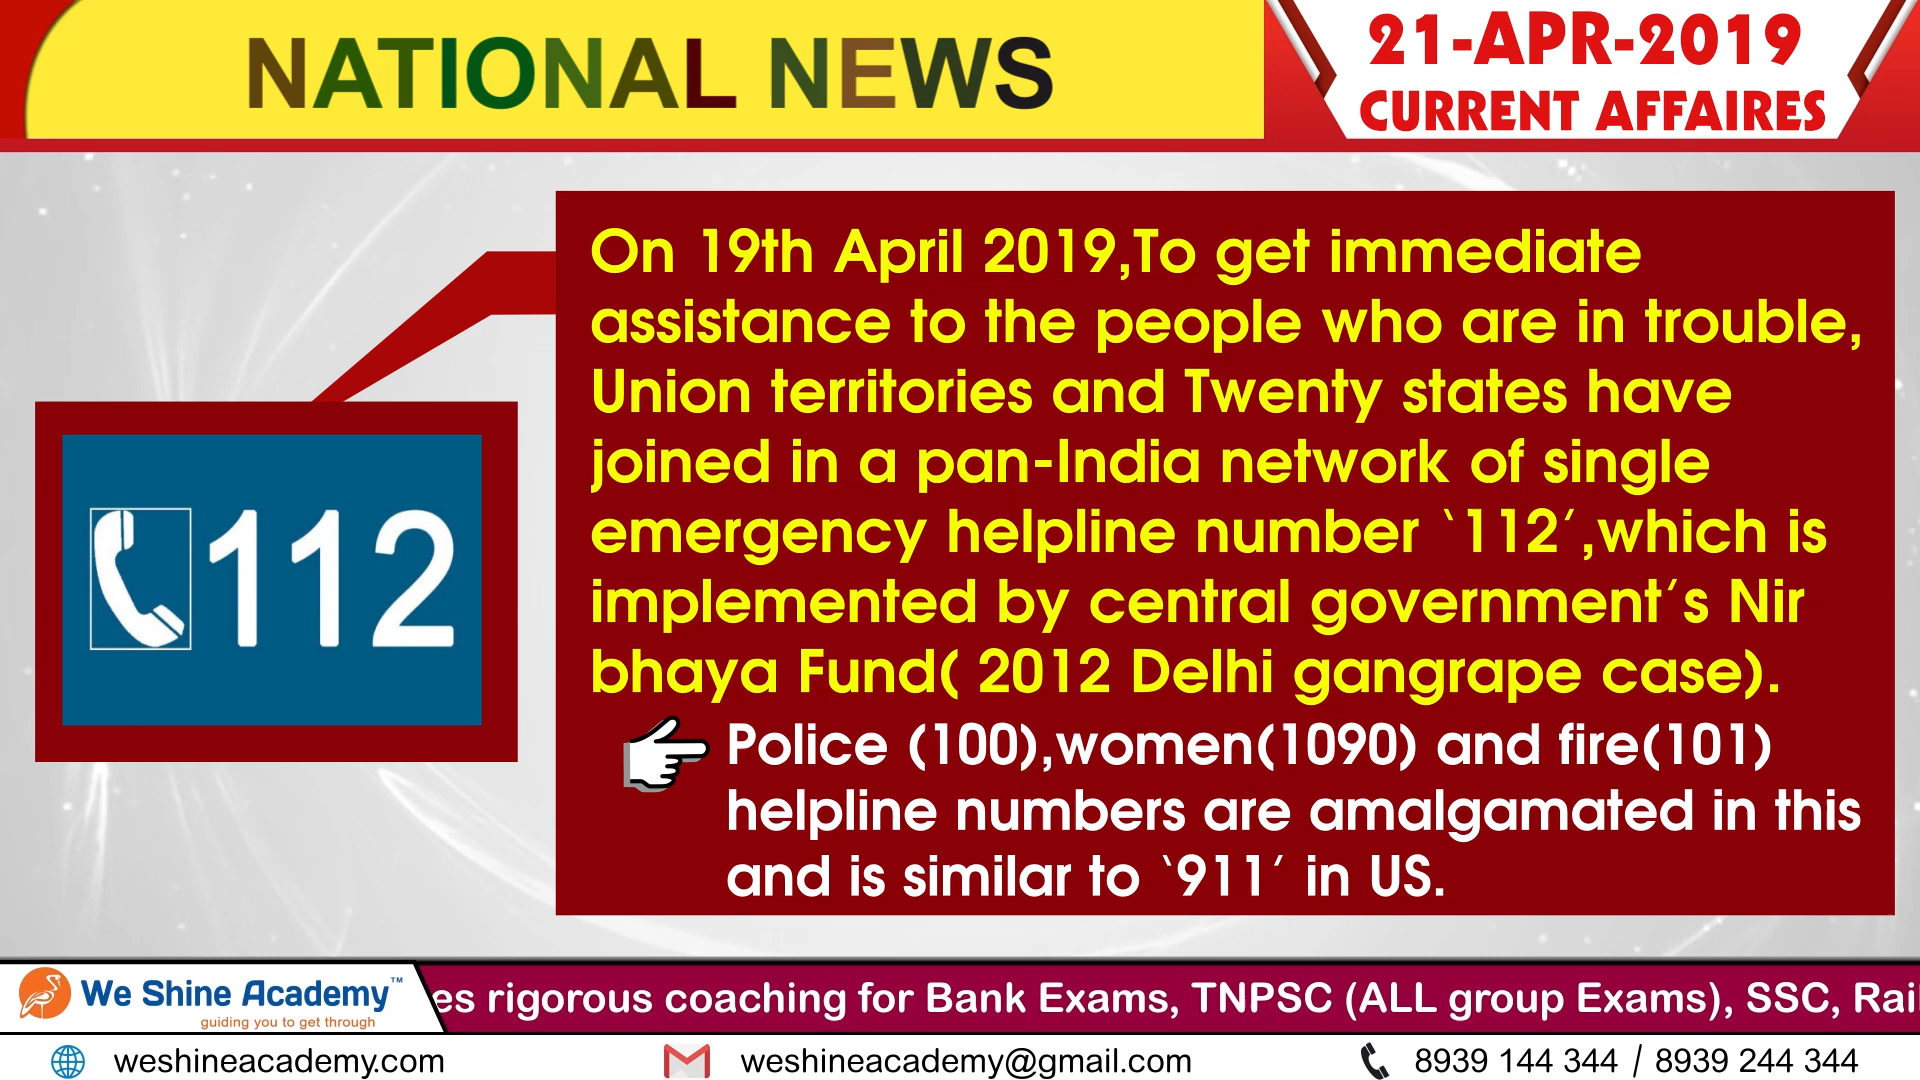 NATIONAL NEWS
21-APR-2019
CURRENT AFFAIRES
On 19th April 2019,To get immediate
assistance to the people who are in trouble,
Union territories and Twenty states have
joined in a pan-India network of single
emergency helpline number `112´,which is
implemented by central government´s Nir
bhaya Fund( 2012 Delhi gangrape case).
Police (100),women(1090) and fire(101)
helpline numbers are amalgamated in this
and is similar to `911´ in US.
112
We Shine Academy™
guiding you to get through
es rigorous coaching for Bank Exams, TNPSC (ALL group Exams), SSC, Rail
weshineacademy.com
weshineacademy@gmail.com
8939 144 344 / 8939 244 344